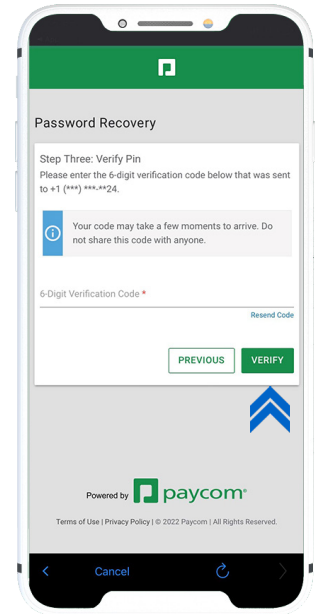 Password Recovery
Step Three: Verify Pin
Please enter the 6-digit verification code below that was sent
to +1 (***) ***-**24.
Your code may take a few moments to arrive. Do
not share this code with anyone.
6-Digit Verification Code *
Resend Code
PREVIOUS
VERIFY
Powered by paycom®
Terms of Use | Privacy Policy | © 2022 Paycom | All Rights Reserved.
Cancel